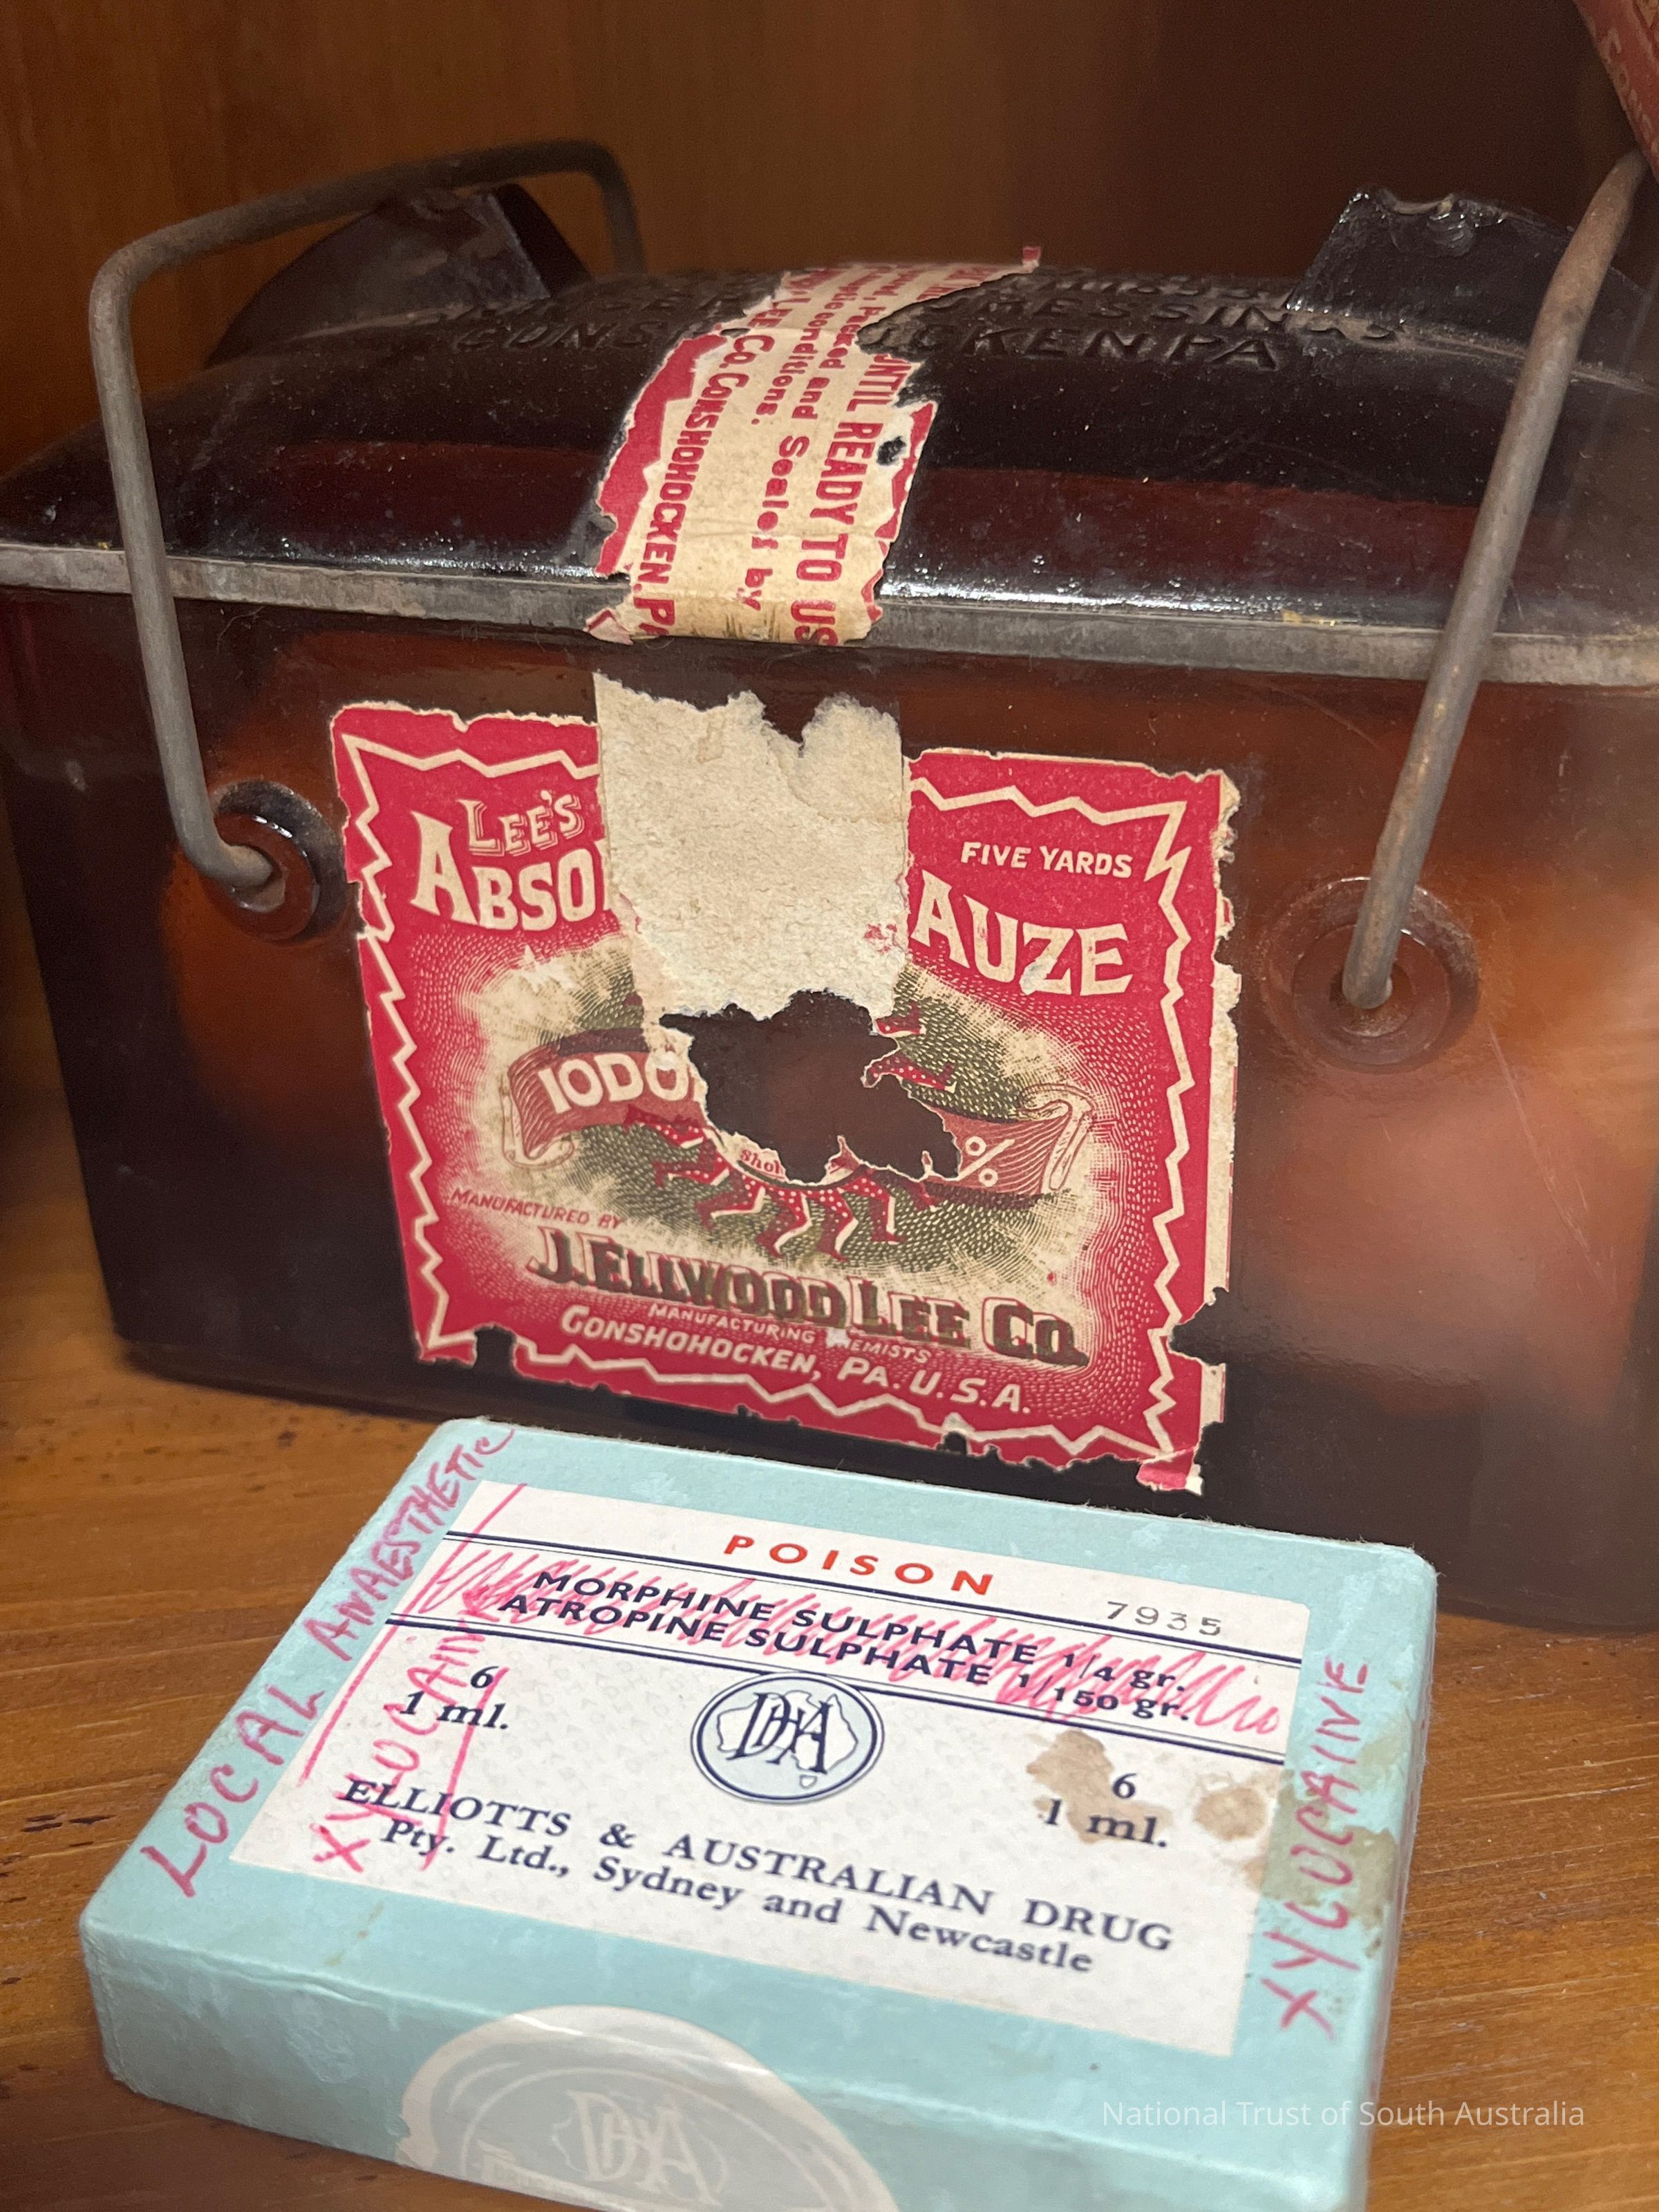 DRESSINGS
CONSHOHOCKEN PA
UNTIL READY TO US
Packed and Sealed by
conditions.
LEE CO. CONSHOHOCKEN, PA
LEE'S
ABSO
FIVE YARDS
AUZE
IODO
%
MANUFACTURED BY
J. ELLWOOD LEE CO.
MANUFACTURING CHEMISTS
CONSHOHOCKEN, PA. U.S.A.
LOCAL ANAESTHETIC
POISON
7935
MORPHINE SULPHATE 1/4 gr.
ATROPINE SULPHATE 1/150 gr.
6
1 ml.
XYLOCAINE
DHA
6
1 ml.
ELLIOTTS & AUSTRALIAN DRUG
Pty. Ltd., Sydney and Newcastle
XYLOCAINE
DHA
National Trust of South Australia